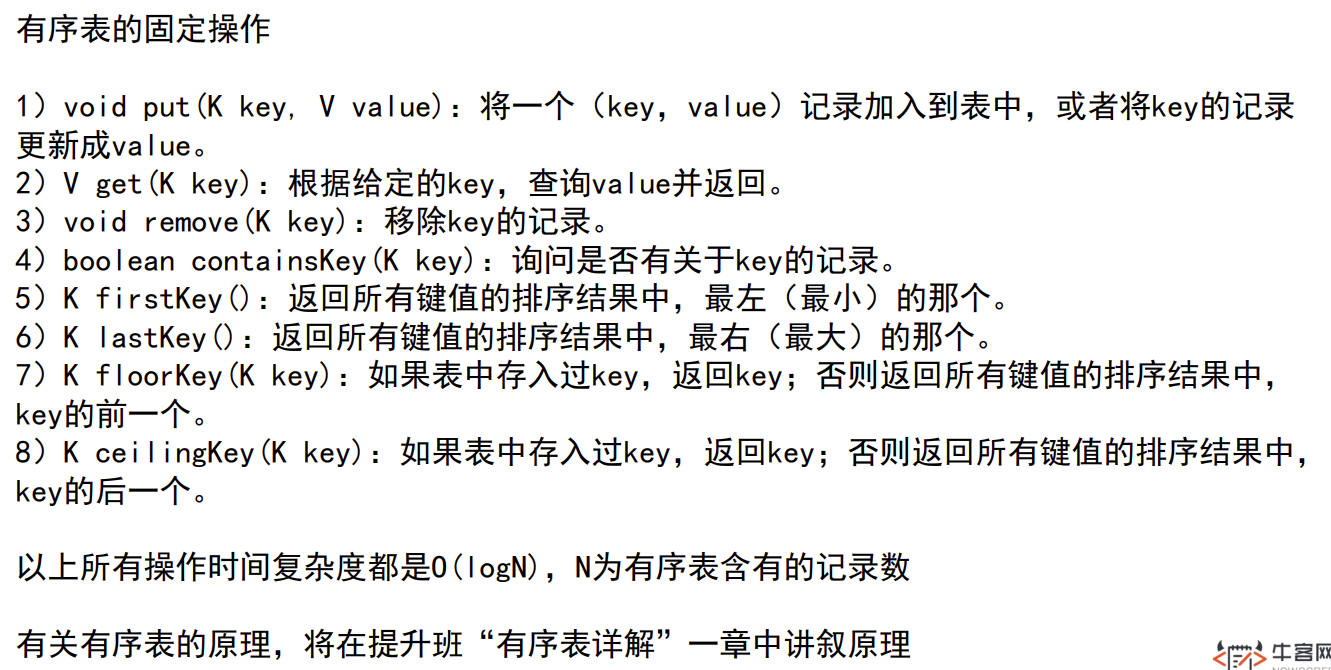 有序表的固定操作
1）void put(K key, V value)：将一个（key，value）记录加入到表中，或者将key的记录
更新成value。
2）V get(K key)：根据给定的key，查询value并返回。
3）void remove(K key)：移除key的记录。
4）boolean containsKey(K key)：询问是否有关于key的记录。
5）K firstKey()：返回所有键值的排序结果中，最左（最小）的那个。
6）K lastKey()：返回所有键值的排序结果中，最右（最大）的那个。
7）K floorKey(K key)：如果表中存入过key，返回key；否则返回所有键值的排序结果中，
key的前一个。
8）K ceilingKey(K key)：如果表中存入过key，返回key；否则返回所有键值的排序结果中，
key的后一个。
以上所有操作时间复杂度都是O(logN)，N为有序表含有的记录数
有关有序表的原理，将在提升班“有序表详解”一章中讲叙原理
牛客网